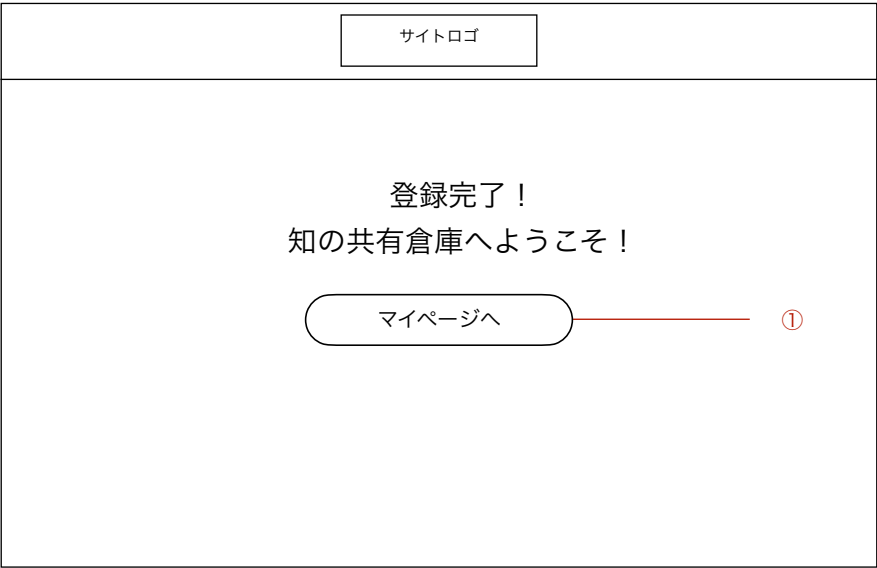 サイトロゴ
登録完了！
知の共有倉庫へようこそ！
マイページへ
①